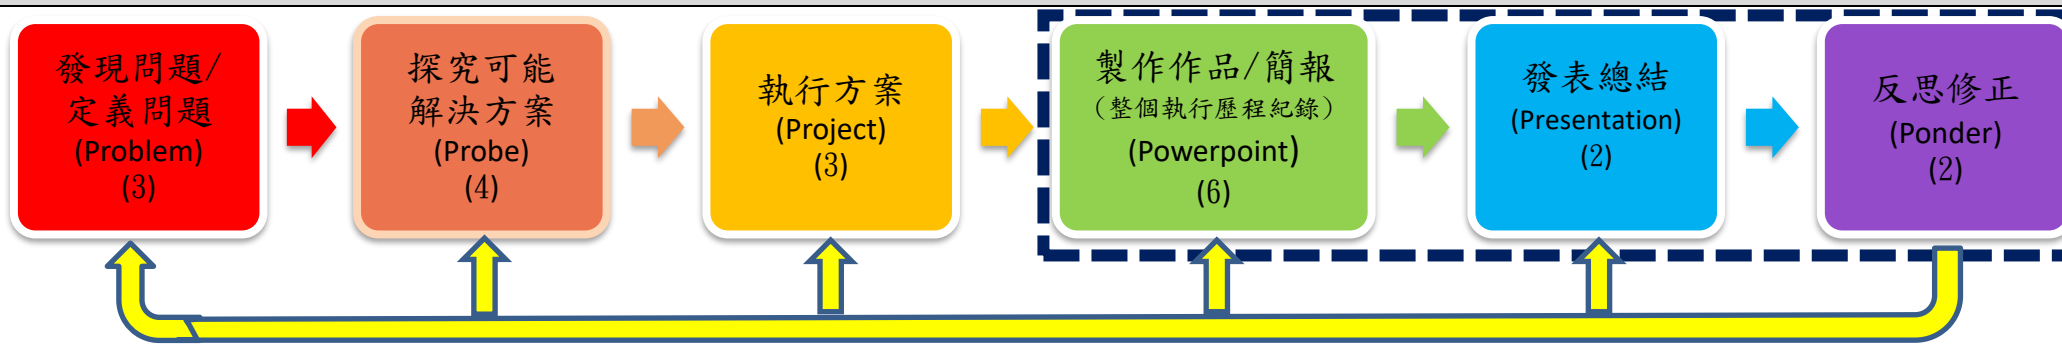 發現問題/
定義問題
(Problem)
(3)
探究可能
解決方案
(Probe)
(4)
執行方案
(Project)
(3)
製作作品/簡報
(整個執行歷程紀錄)
(Powerpoint)
(6)
發表總結
(Presentation)
(2)
反思修正
(Ponder)
(2)